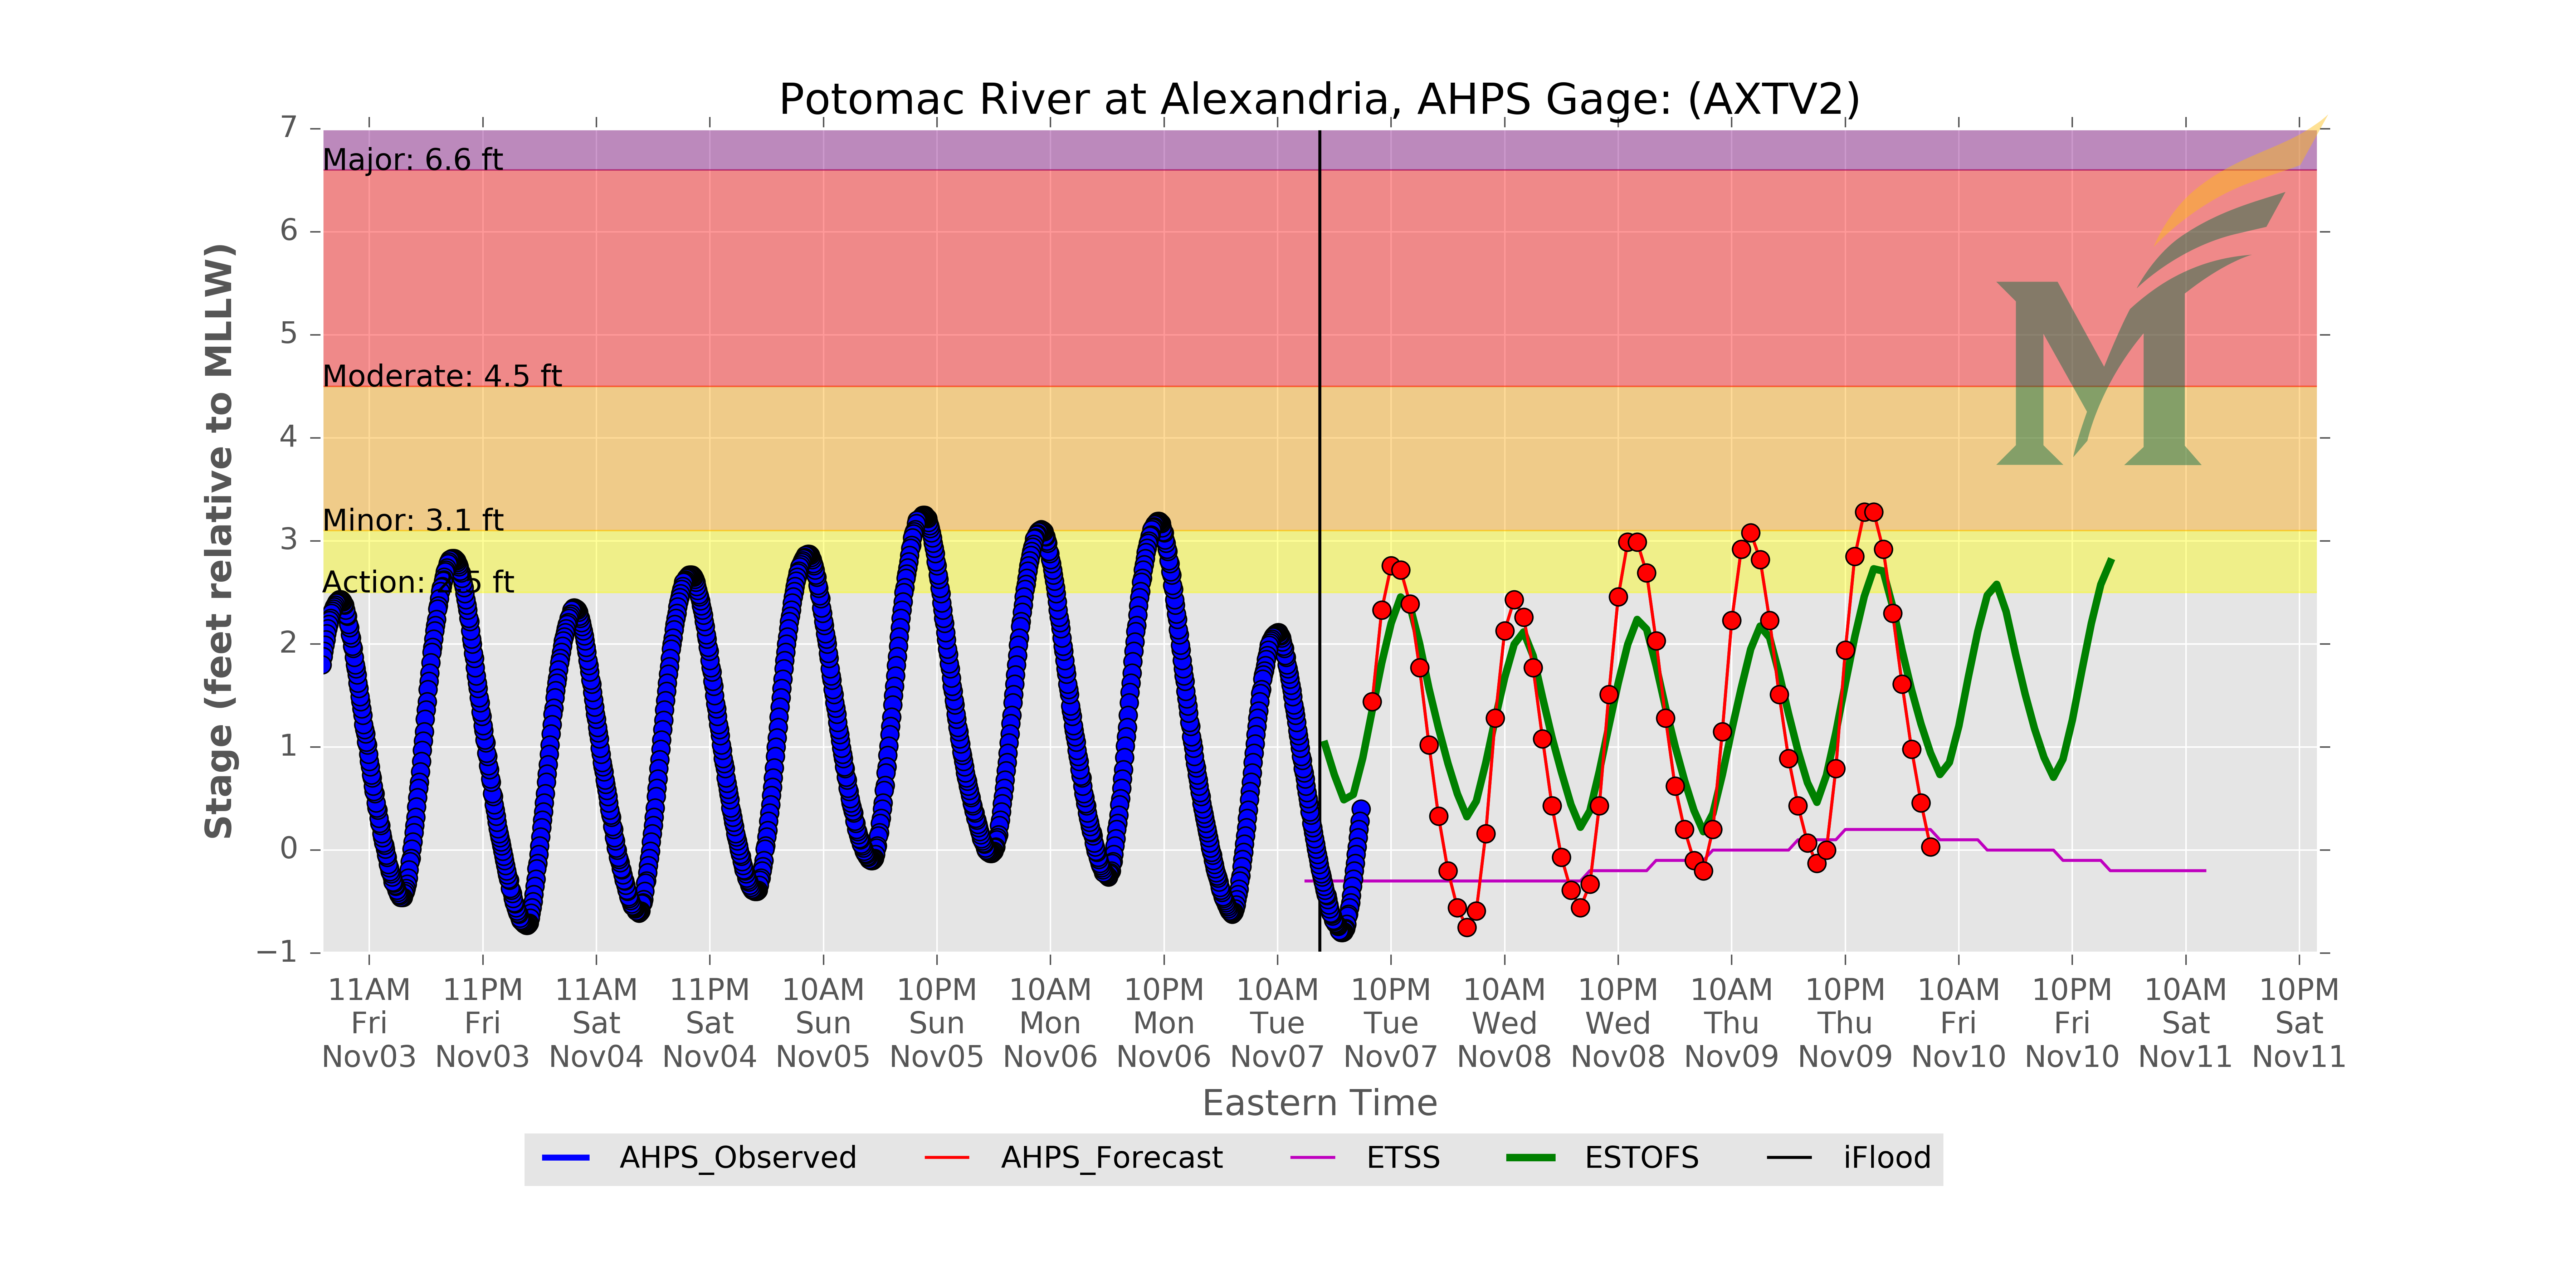 Potomac River at Alexandria, AHPS Gage: (AXTV2)
Stage (feet relative to MLLW)
7
6
5
4
3
2
1
0
−1
Major: 6.6 ft
Moderate: 4.5 ft
Minor: 3.1 ft
Action: 2.5 ft
11AM 11PM 11AM 11PM 10AM 10PM 10AM 10PM 10AM 10PM 10AM 10PM 10AM 10PM 10AM 10PM 10AM 10PM
Fri Fri Sat Sat Sun Sun Mon Mon Tue Tue Wed Wed Thu Thu Fri Fri Sat Sat
Nov03 Nov03 Nov04 Nov04 Nov05 Nov05 Nov06 Nov06 Nov07 Nov07 Nov08 Nov08 Nov09 Nov09 Nov10 Nov10 Nov11 Nov11
Eastern Time
AHPS_Observed AHPS_Forecast ETSS ESTOFS iFlood
M